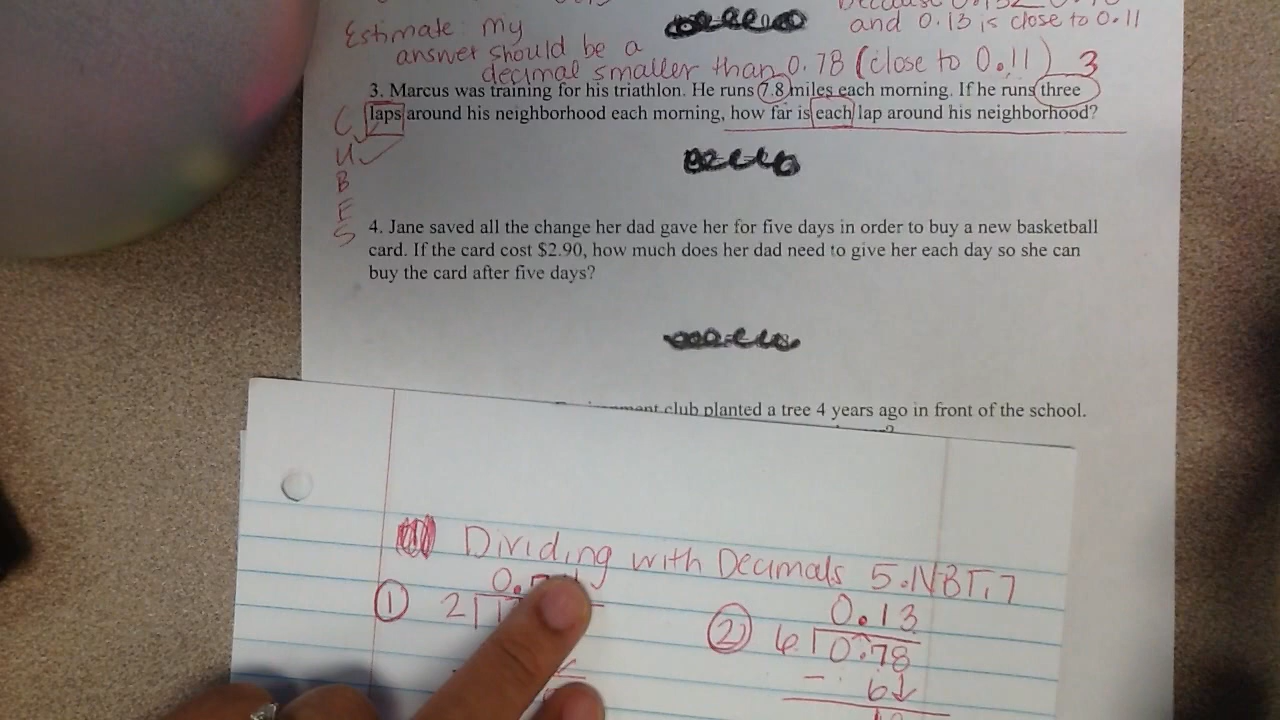 Estimate my
and 0.13 is close to 0.11
answer should be a
decimal smaller than 0.78 (close to 0.11) 3
3. Marcus was training for his triathlon. He runs 7.8 miles each morning. If he runs three
laps around his neighborhood each morning, how far is each lap around his neighborhood?
C
U
B
E
S
4. Jane saved all the change her dad gave her for five days in order to buy a new basketball
card. If the card cost $2.90, how much does her dad need to give her each day so she can
buy the card after five days?
club planted a tree 4 years ago in front of the school.
Dividing with Decimals 5.NBT.7
1 2
2 0.13
6 0.78
- 6